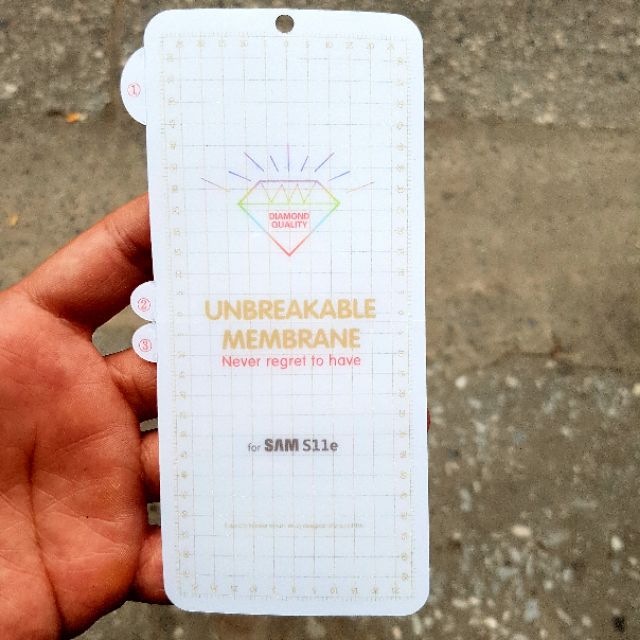 ①
DIAMOND
QUALITY
②
UNBREAKABLE
MEMBRANE
③
Never regret to have
for SAM S11e